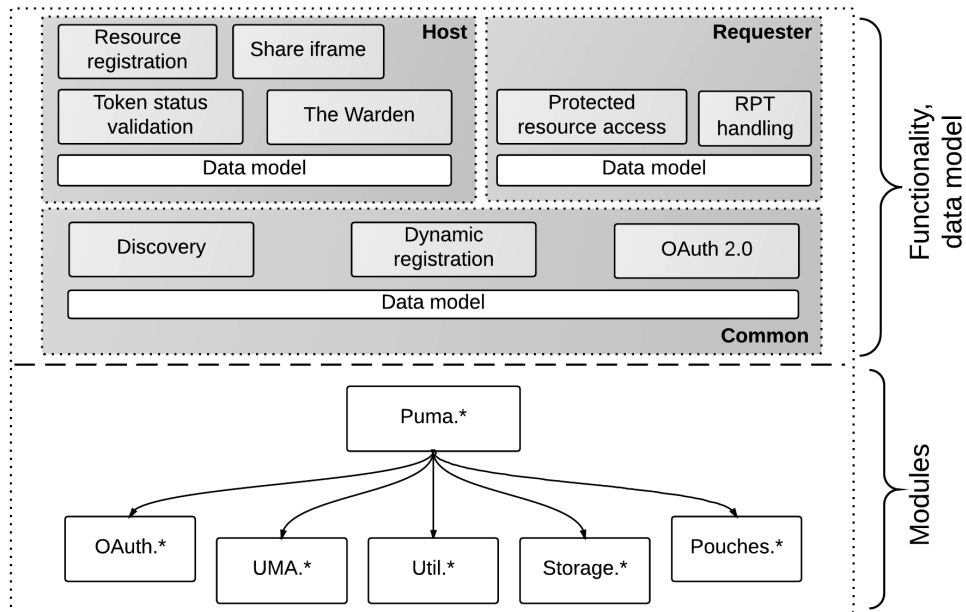 Host
Resource
registration
Share iframe
Token status
validation
The Warden
Data model
Requester
Protected
resource access
RPT
handling
Data model
Discovery
Dynamic
registration
OAuth 2.0
Data model
Common
Functionality,
data model
Puma.*
OAuth.*
UMA.*
Util.*
Storage.*
Pouches.*
Modules